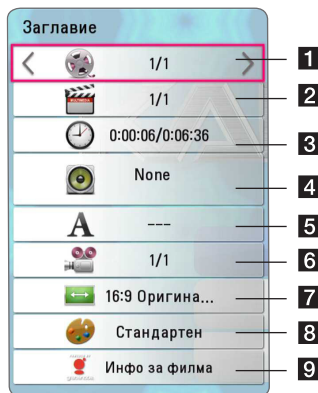 Заглавие
1/1
1
MULTIMEDIA
1/1
2
0:00:06/0:06:36
3
None
4
A
---
5
1/1
6
16:9 Оригина...
7
Стандартен
8
Инфо за филма
9